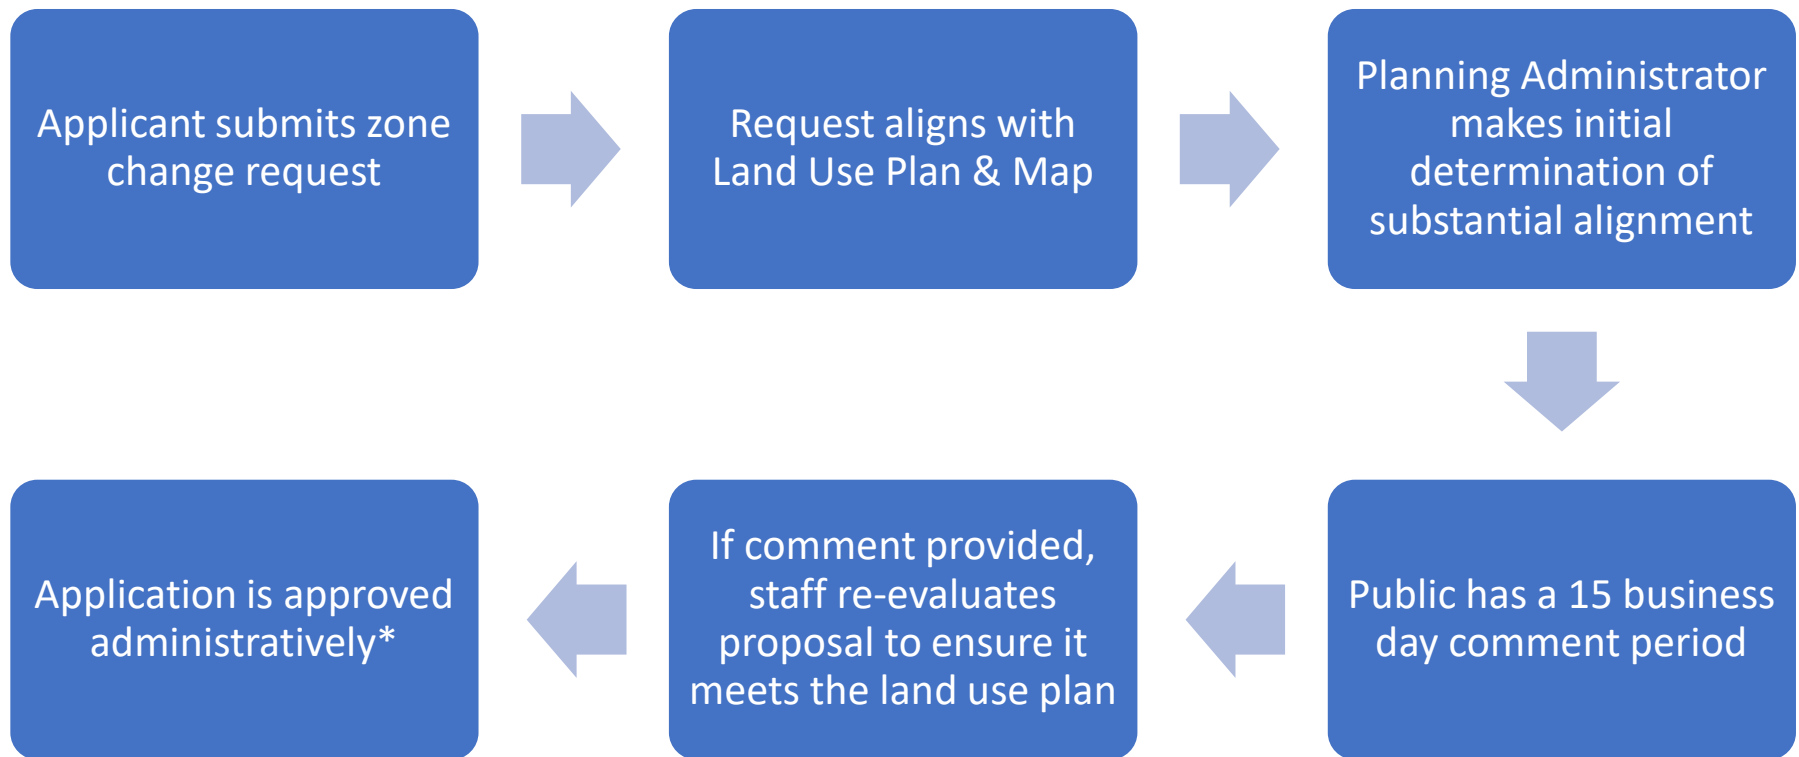 Applicant submits zone
change request
Request aligns with
Land Use Plan & Map
Planning Administrator
makes initial
determination of
substantial alignment
Public has a 15 business
day comment period
If comment provided,
staff re-evaluates
proposal to ensure it
meets the land use plan
Application is approved
administratively*